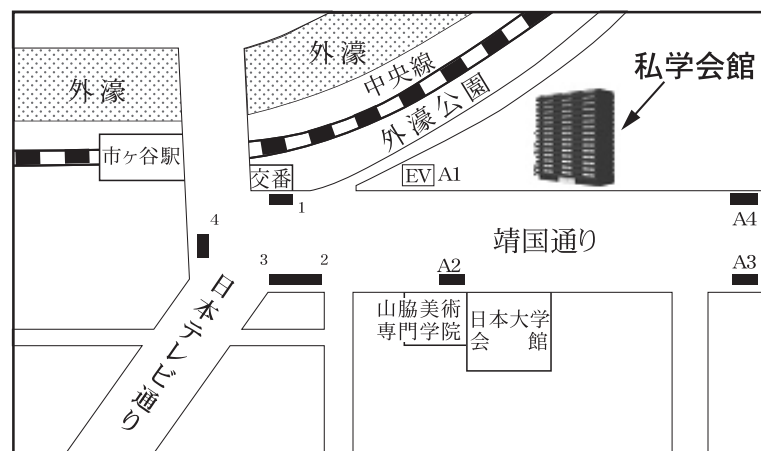 外濠
外濠
中央線
外濠公園
私学会館
市ヶ谷駅
交番
EV A1
1
A4
4
靖国通り
3
2
A2
A3
日本テレビ通り
山脇美術
専門学院
日本大学
会館